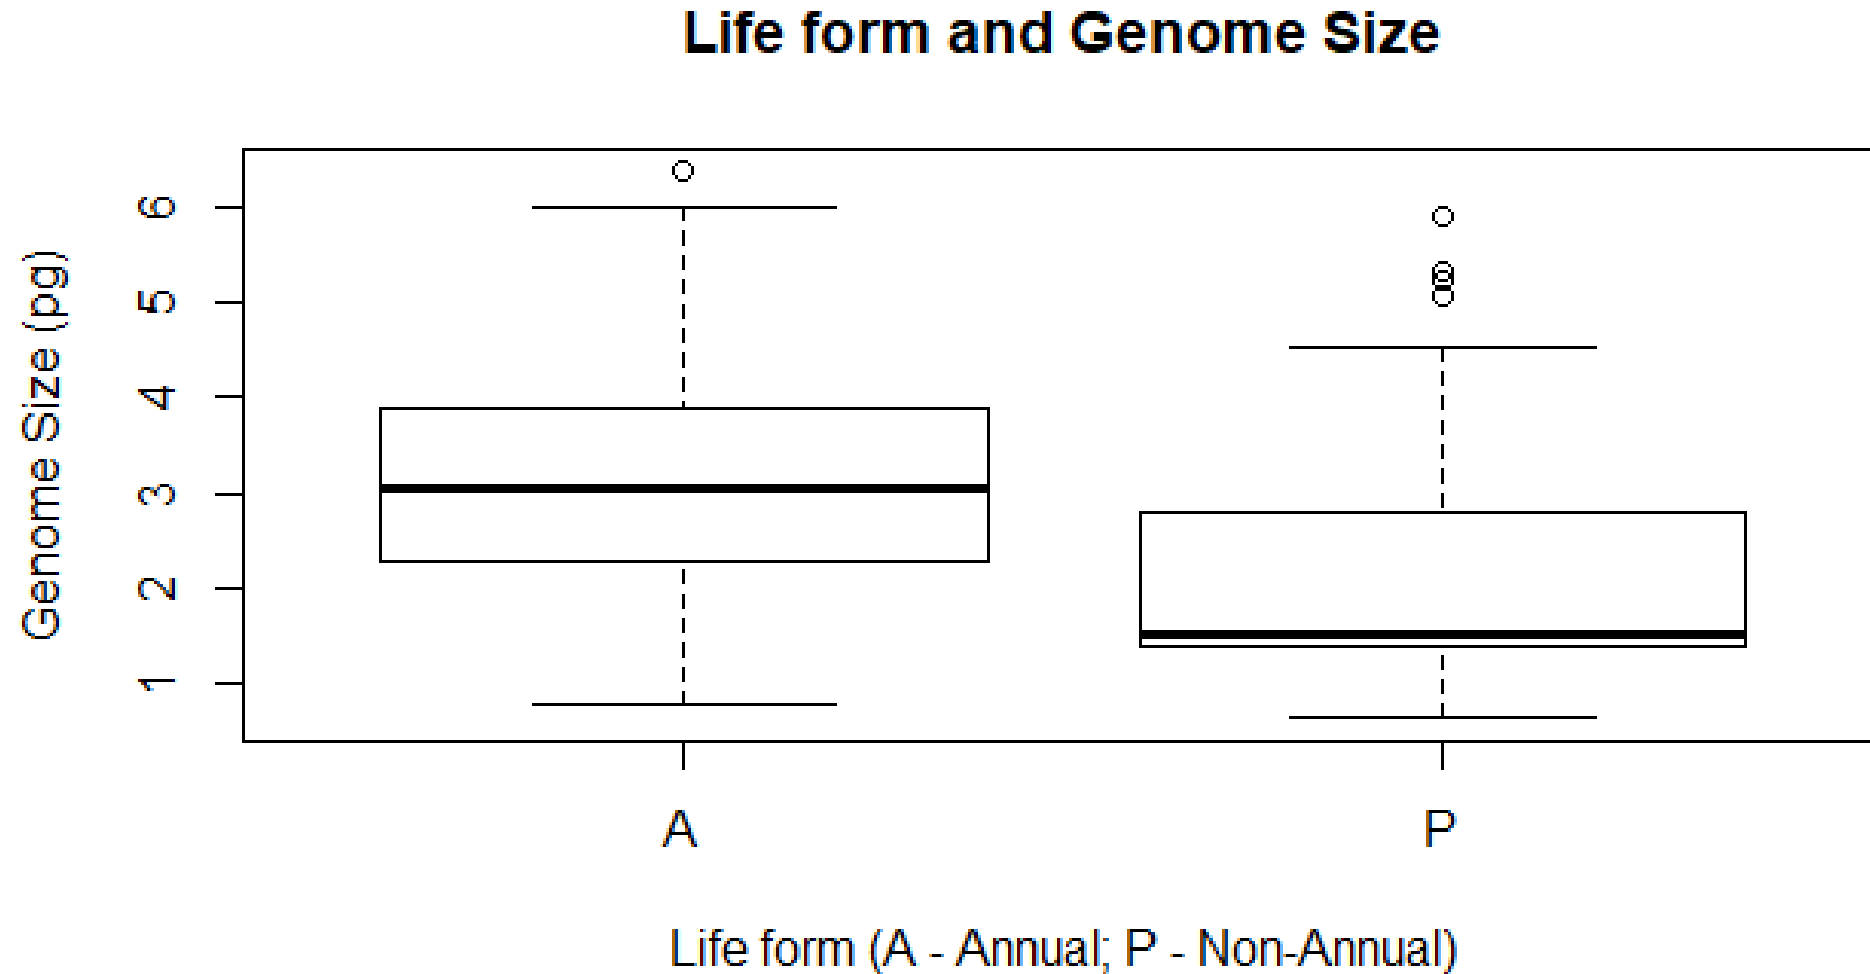 Life form and Genome Size
Genome Size (pg)
6
5
4
3
2
1
A
P
Life form (A - Annual; P - Non-Annual)